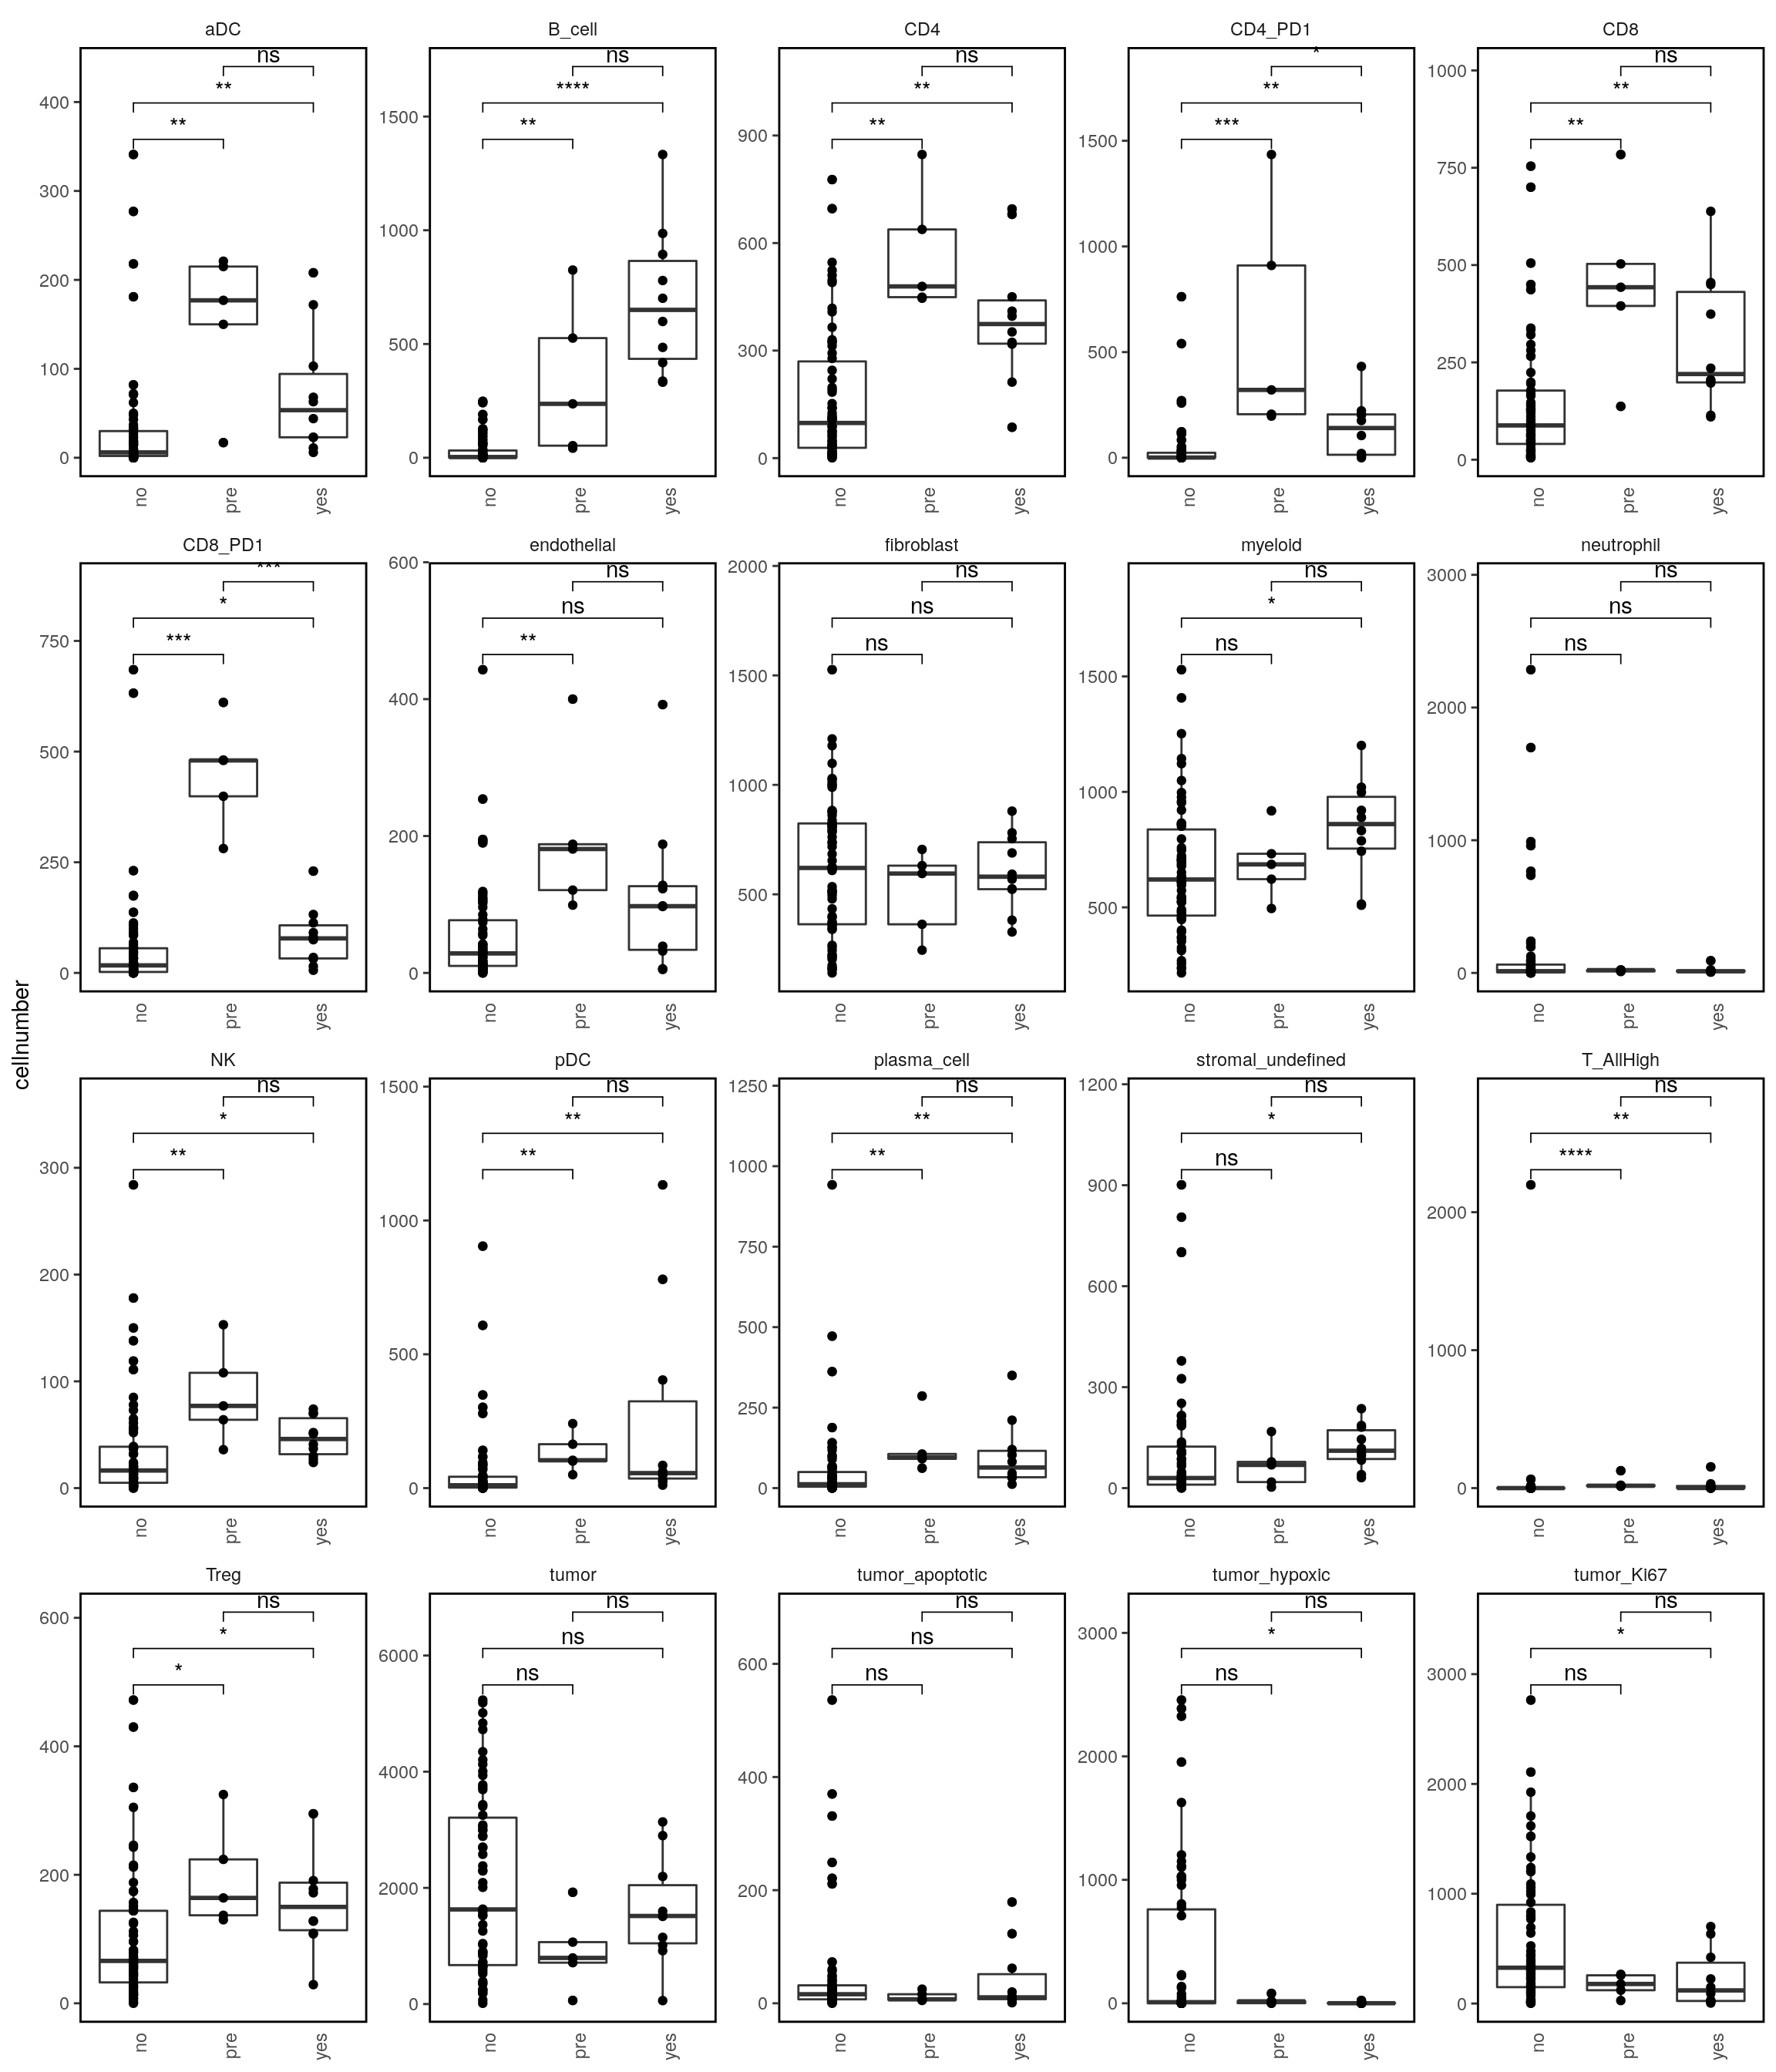 aDC B_cell CD4 CD4_PD1 CD8
ns ns ns * ns
** **** ** ** **
** ** ** *** **
400 1500 900 1500 1000
300 1000 600 1000 750
200 500 300 500 500
100 0 0 0 250
0 0
no pre yes no pre yes no pre yes no pre yes no pre yes
CD8_PD1 endothelial fibroblast myeloid neutrophil
*** ns ns ns ns
* ns ns * ns
*** ** ns ns ns
750 600 2000 1500 3000
500 400 1500 1000 2000
250 200 1000 500 1000
0 0 500 0
no pre yes no pre yes no pre yes no pre yes no pre yes
cellnumber
NK pDC plasma_cell stromal_undefined T_AllHigh
ns ns ns ns ns
* ** ** * **
** ** ** ns ****
300 1500 1250 1200 2000
200 1000 1000 900 1000
100 500 750 600 0
0 0 500 300
250 0
0
no pre yes no pre yes no pre yes no pre yes no pre yes
Treg tumor tumor_apoptotic tumor_hypoxic tumor_Ki67
ns ns ns ns ns
* ns ns * *
* ns ns ns ns
600 6000 600 3000 3000
400 4000 400 2000 2000
200 2000 200 1000 1000
0 0 0 0 0
no pre yes no pre yes no pre yes no pre yes no pre yes